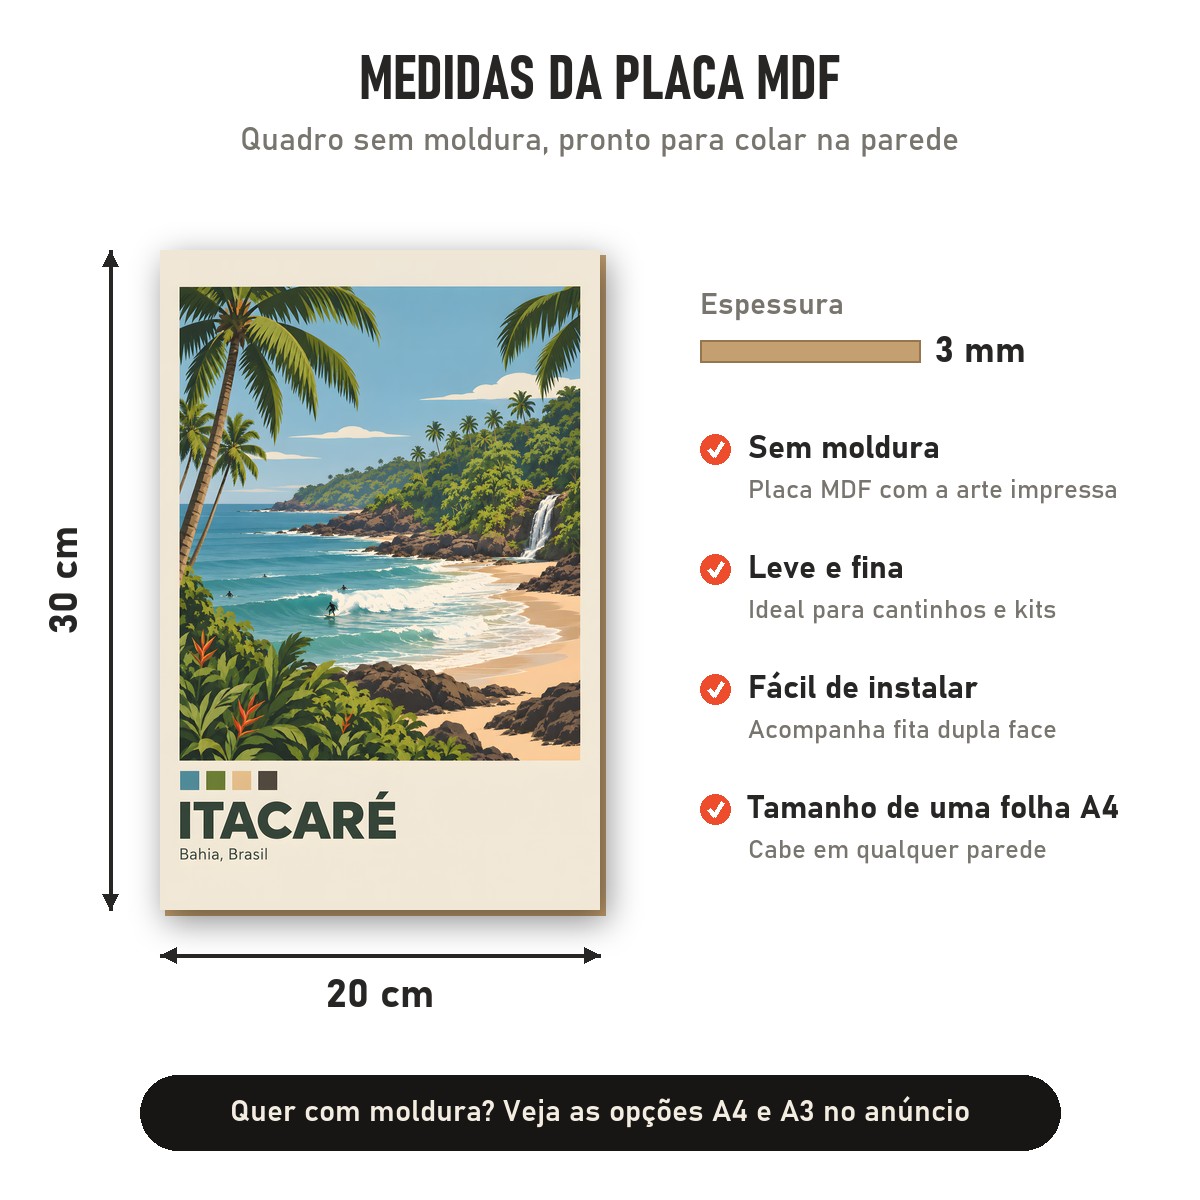 MEDIDAS DA PLACA MDF
Quadro sem moldura, pronto para colar na parede
30 cm
ITACARÉ
Bahia, Brasil
20 cm
Espessura
3 mm
Sem moldura
Placa MDF com a arte impressa
Leve e fina
Ideal para cantinhos e kits
Fácil de instalar
Acompanha fita dupla face
Tamanho de uma folha A4
Cabe em qualquer parede
Quer com moldura? Veja as opções A4 e A3 no anúncio